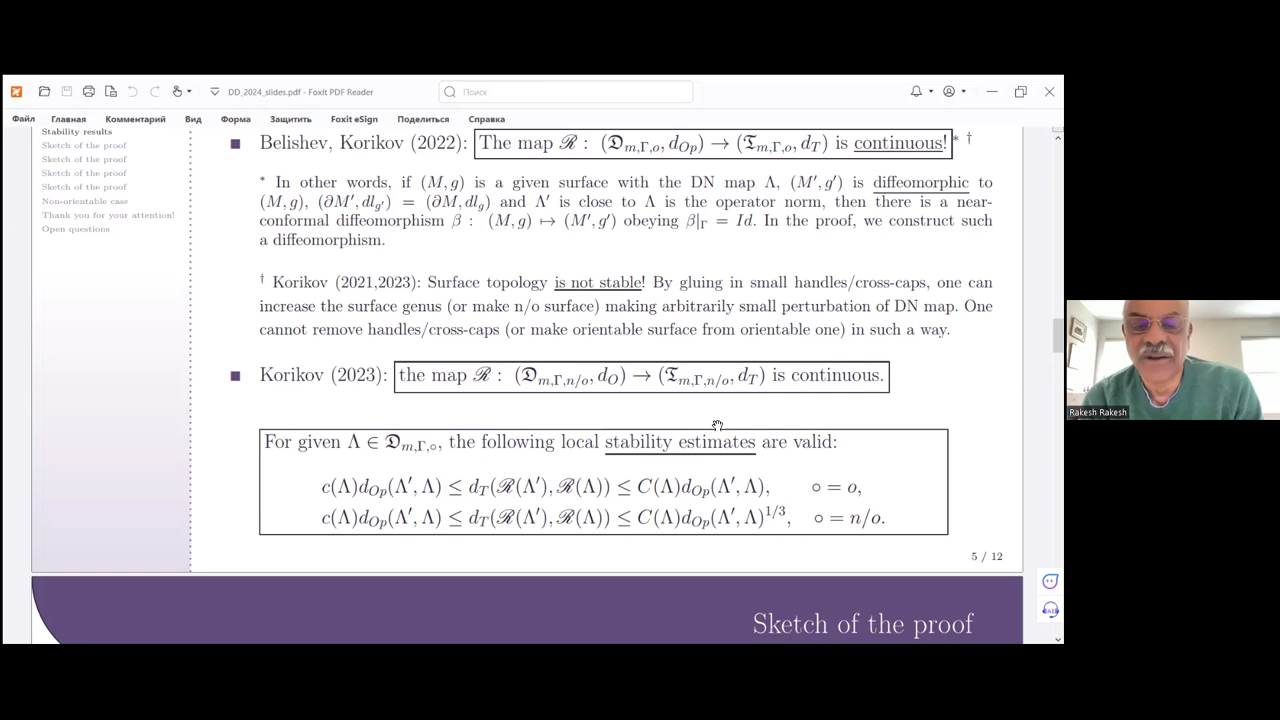 DD_2024_slides.pdf - Foxit PDF Reader
Поиск
Файл Главная Комментарий Вид Форма Защитить Foxit eSign Поделиться Справка
Stability results
Sketch of the proof
Sketch of the proof
Sketch of the proof
Sketch of the proof
Non-orientable case
Thank you for your attention!
Open questions
■ Belishev, Korikov (2022): The map ℛ : (𝔇_{m,Γ,o}, d_{Op}) → (𝔗_{m,Γ,o}, d_T) is continuous! * †
* In other words, if (M, g) is a given surface with the DN map Λ, (M′, g′) is diffeomorphic to
(M, g), (∂M′, dl_{g′}) = (∂M, dl_g) and Λ′ is close to Λ is the operator norm, then there is a near-
conformal diffeomorphism β : (M, g) ↦ (M′, g′) obeying β|_Γ = Id. In the proof, we construct such
a diffeomorphism.
† Korikov (2021,2023): Surface topology is not stable! By gluing in small handles/cross-caps, one can
increase the surface genus (or make n/o surface) making arbitrarily small perturbation of DN map. One
cannot remove handles/cross-caps (or make orientable surface from orientable one) in such a way.
■ Korikov (2023): the map ℛ : (𝔇_{m,Γ,n/o}, d_O) → (𝔗_{m,Γ,n/o}, d_T) is continuous.
For given Λ ∈ 𝔇_{m,Γ,∘}, the following local stability estimates are valid:
c(Λ)d_{Op}(Λ′, Λ) ≤ d_T(ℛ(Λ′), ℛ(Λ)) ≤ C(Λ)d_{Op}(Λ′, Λ), ∘ = o,
c(Λ)d_{Op}(Λ′, Λ) ≤ d_T(ℛ(Λ′), ℛ(Λ)) ≤ C(Λ)d_{Op}(Λ′, Λ)^{1/3}, ∘ = n/o.
5 / 12
Sketch of the proof
Rakesh Rakesh